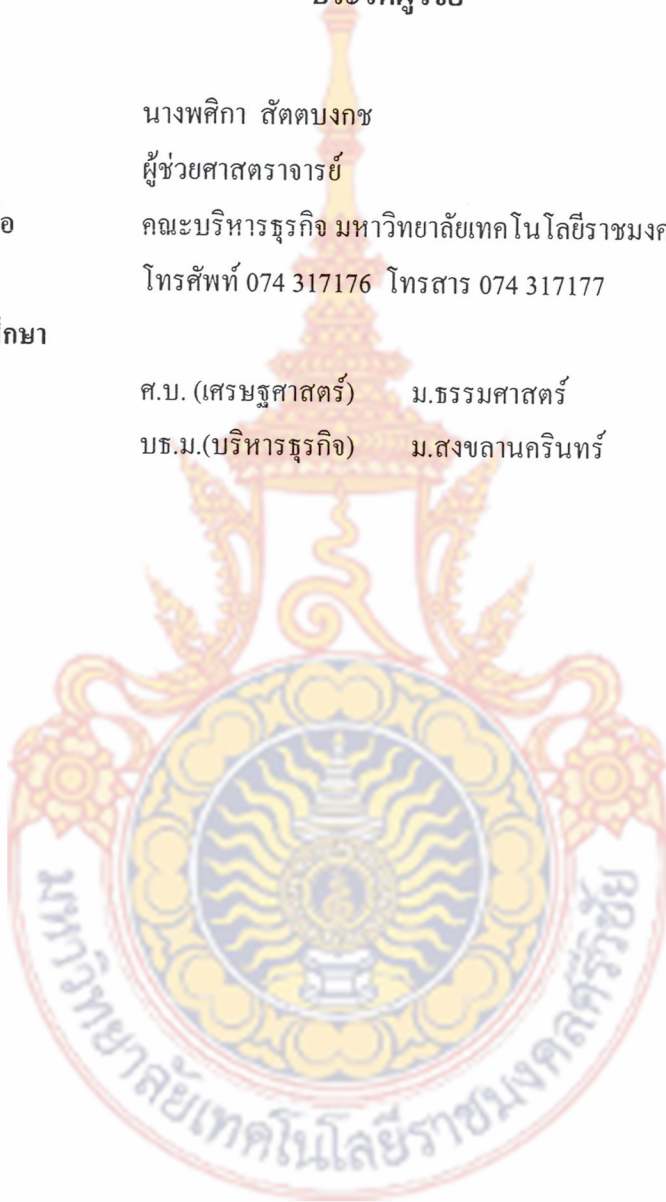 นางพศิกา สัตตบงกช
ผู้ช่วยศาสตราจารย์
อ คณะบริหารธุรกิจ มหาวิทยาลัยเทคโนโลยีราชมงค
โทรศัพท์ 074 317176 โทรสาร 074 317177
ึกษา
ศ.บ. (เศรษฐศาสตร์) ม.ธรรมศาสตร์
บธ.ม.(บริหารธุรกิจ) ม.สงขลานครินทร์
มหาวิทยาลัยเทคโนโลยีราชมงคลศรีวิชัย